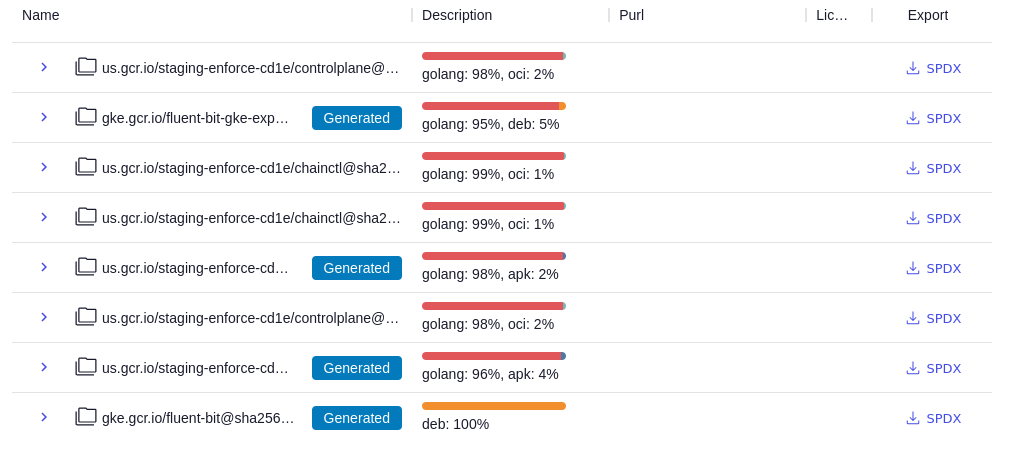 Name Description Purl Lic… Export
us.gcr.io/staging-enforce-cd1e/controlplane@… golang: 98%, oci: 2% SPDX
gke.gcr.io/fluent-bit-gke-exp… Generated golang: 95%, deb: 5% SPDX
us.gcr.io/staging-enforce-cd1e/chainctl@sha2… golang: 99%, oci: 1% SPDX
us.gcr.io/staging-enforce-cd1e/chainctl@sha2… golang: 99%, oci: 1% SPDX
us.gcr.io/staging-enforce-cd… Generated golang: 98%, apk: 2% SPDX
us.gcr.io/staging-enforce-cd1e/controlplane@… golang: 98%, oci: 2% SPDX
us.gcr.io/staging-enforce-cd… Generated golang: 96%, apk: 4% SPDX
gke.gcr.io/fluent-bit@sha256… Generated deb: 100% SPDX